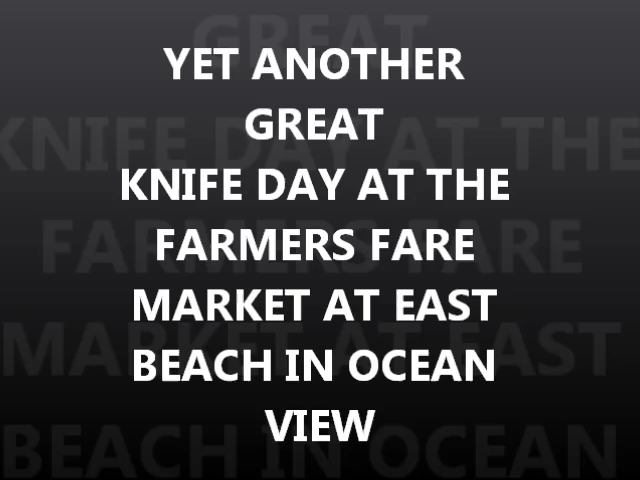 YET ANOTHER
GREAT
KNIFE DAY AT THE
FARMERS FARE
MARKET AT EAST
BEACH IN OCEAN
VIEW